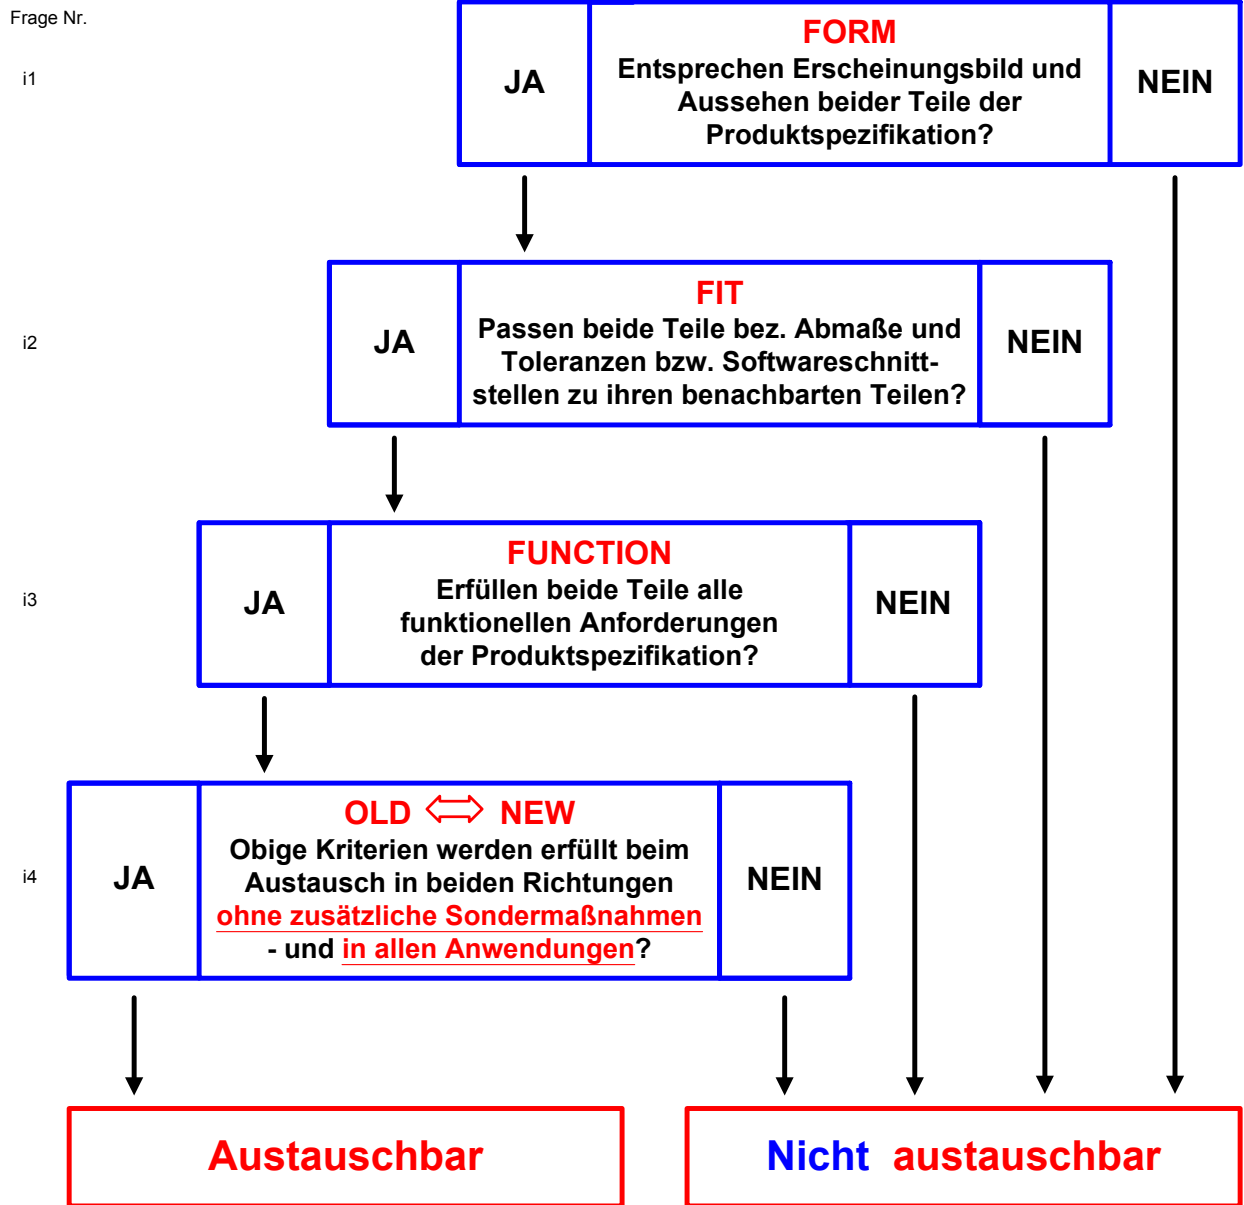 Frage Nr.
i1
JA
FORM
Entsprechen Erscheinungsbild und
Aussehen beider Teile der
Produktspezifikation?
NEIN
i2
JA
FIT
Passen beide Teile bez. Abmaße und
Toleranzen bzw. Softwareschnitt-
stellen zu ihren benachbarten Teilen?
NEIN
i3
JA
FUNCTION
Erfüllen beide Teile alle
funktionellen Anforderungen
der Produktspezifikation?
NEIN
i4
JA
OLD NEW
Obige Kriterien werden erfüllt beim
Austausch in beiden Richtungen
ohne zusätzliche Sondermaßnahmen
- und in allen Anwendungen?
NEIN
Austauschbar
Nicht austauschbar